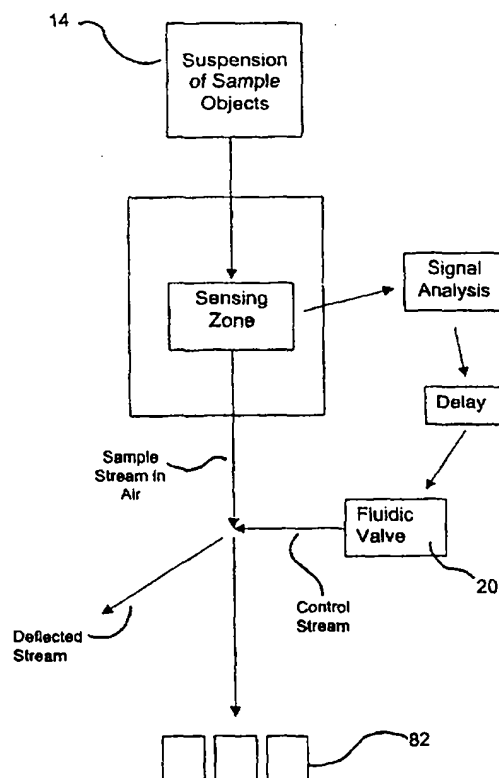 14
Suspension
of Sample
Objects
Sensing
Zone
Signal
Analysis
Delay
Sample
Stream in
Air
Fluidic
Valve
20
Control
Stream
Deflected
Stream
82